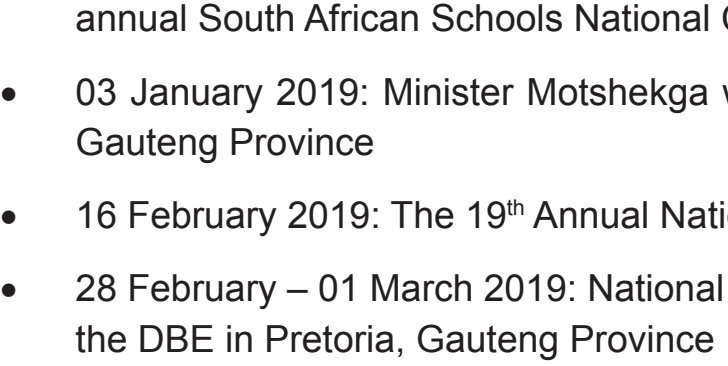 annual South African Schools National
• 03 January 2019: Minister Motshekga
Gauteng Province
• 16 February 2019: The 19th Annual
• 28 February – 01 March 2019: National
the DBE in Pretoria, Gauteng Province